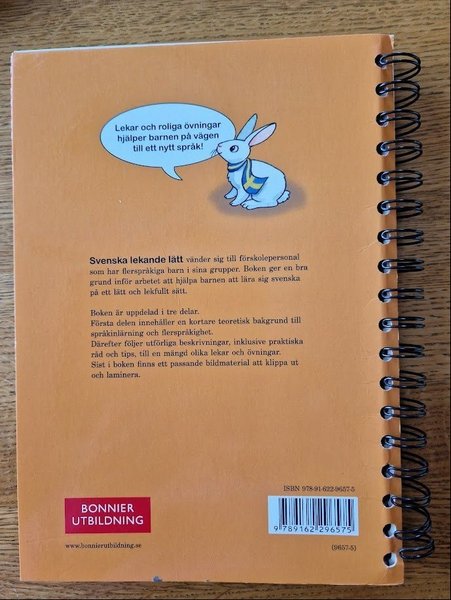 Lekar och roliga övningar
hjälper barnen på vägen
till ett nytt språk!
Svenska lekande lätt vänder sig till förskolepersonal
som har flerspråkiga barn i sina grupper. Boken ger en bra
grund inför arbetet att hjälpa barnen att lära sig svenska
på ett lätt och lekfullt sätt.
Boken är uppdelad i tre delar.
Första delen innehåller en kortare teoretisk bakgrund till
språkinlärning och flerspråkighet.
Därefter följer utförliga beskrivningar, inklusive praktiska
råd och tips, till en mängd olika lekar och övningar.
Sist i boken finns ett passande bildmaterial att klippa ut
och laminera.
ISBN 978-91-622-9657-5
BONNIER
UTBILDNING
9789162296575
www.bonnierutbildning.se
(9657-5)